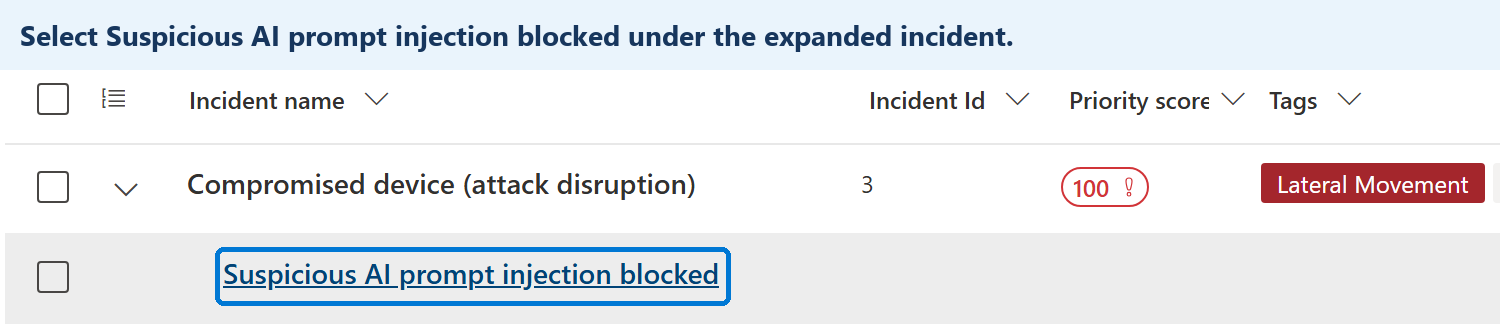 Select Suspicious AI prompt injection blocked under the expanded incident.
Incident name Incident Id Priority score Tags
Compromised device (attack disruption) 3 100 ! Lateral Movement
Suspicious AI prompt injection blocked